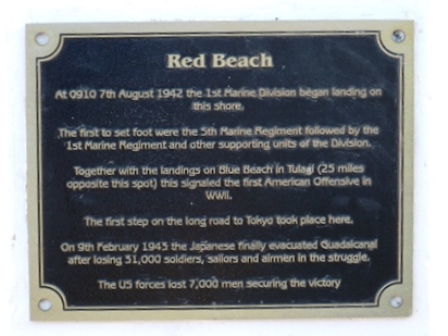 Red Beach
At 0910 7th August 1942 the 1st Marine Division began landing on
this shore.
The first to set foot were the 5th Marine Regiment followed by the
1st Marine Regiment and other supporting units of the Division.
Together with the landings on Blue Beach in Tulagi (25 miles
opposite this spot) this signaled the first American Offensive in
WWII.
The first step on the long road to Tokyo took place here.
On 9th February 1943 the Japanese finally evacuated Guadalcanal
after losing 31,000 soldiers, sailors and airmen in the struggle.
The US forces lost 7,000 men securing the victory